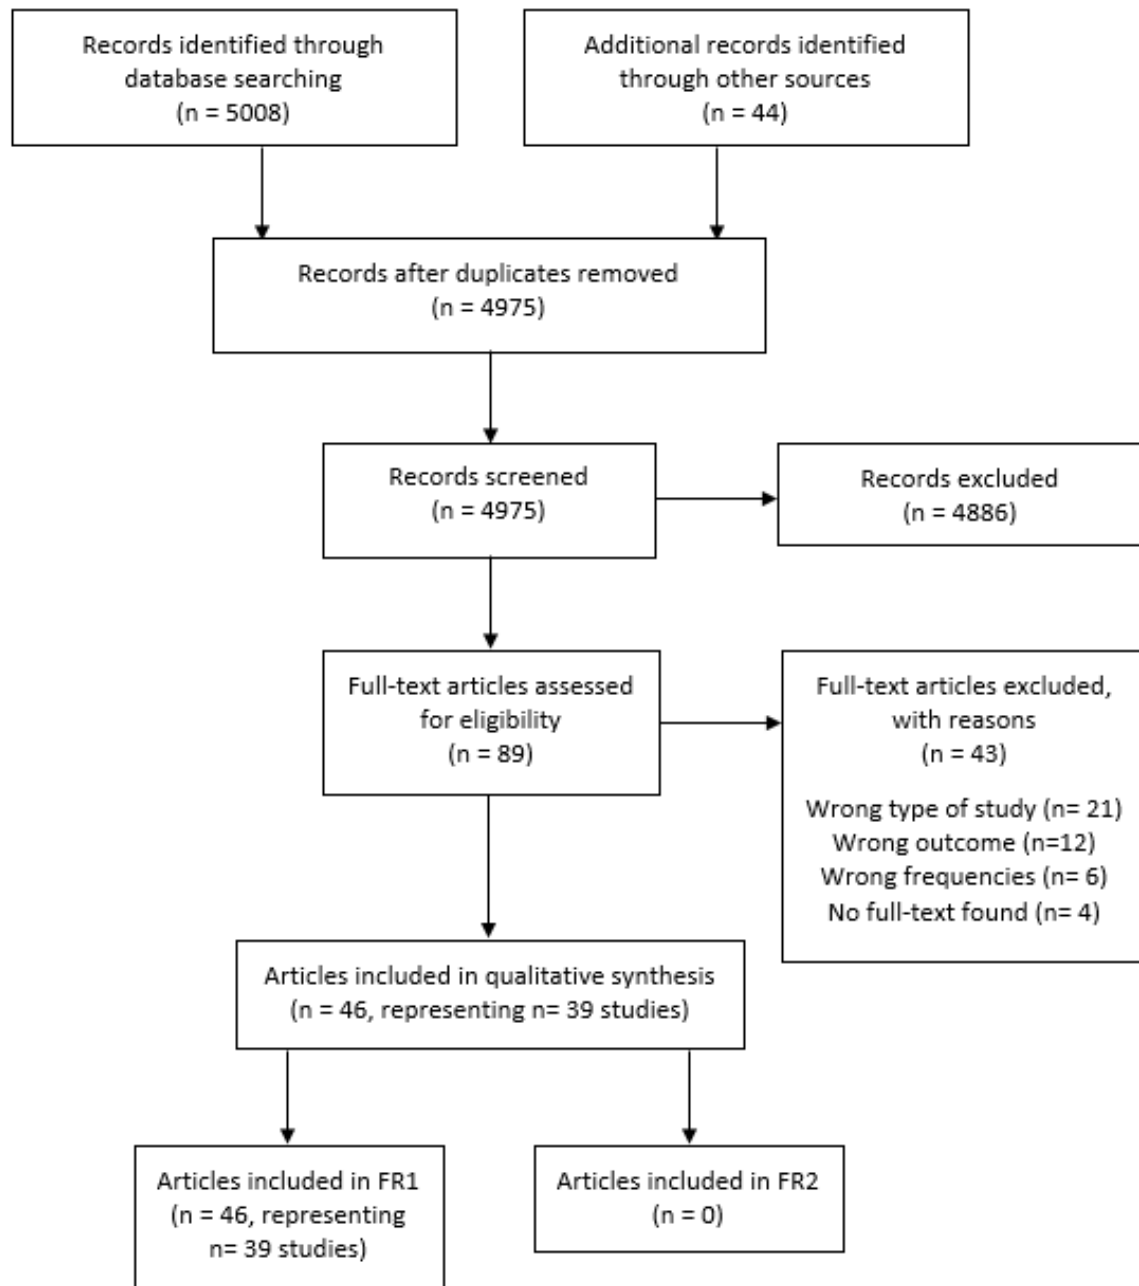 Records identified through
database searching
(n = 5008)
Additional records identified
through other sources
(n = 44)
Records after duplicates removed
(n = 4975)
Records screened
(n = 4975)
Records excluded
(n = 4886)
Full-text articles assessed
for eligibility
(n = 89)
Full-text articles excluded,
with reasons
(n = 43)
Wrong type of study (n= 21)
Wrong outcome (n=12)
Wrong frequencies (n= 6)
No full-text found (n= 4)
Articles included in qualitative synthesis
(n = 46, representing n= 39 studies)
Articles included in FR1
(n = 46, representing
n= 39 studies)
Articles included in FR2
(n = 0)